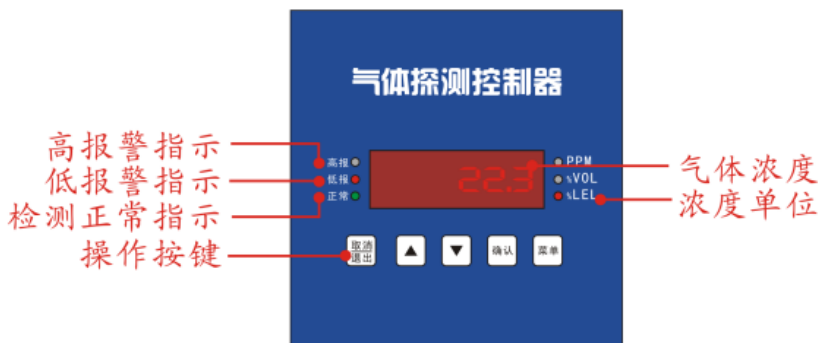 气体探测控制器
高报警指示
低报警指示
检测正常指示
操作按键
高报
低报
正常
22.3
PPM
%VOL
%LEL
气体浓度
浓度单位
取消
退出
▲
▼
确认
菜单